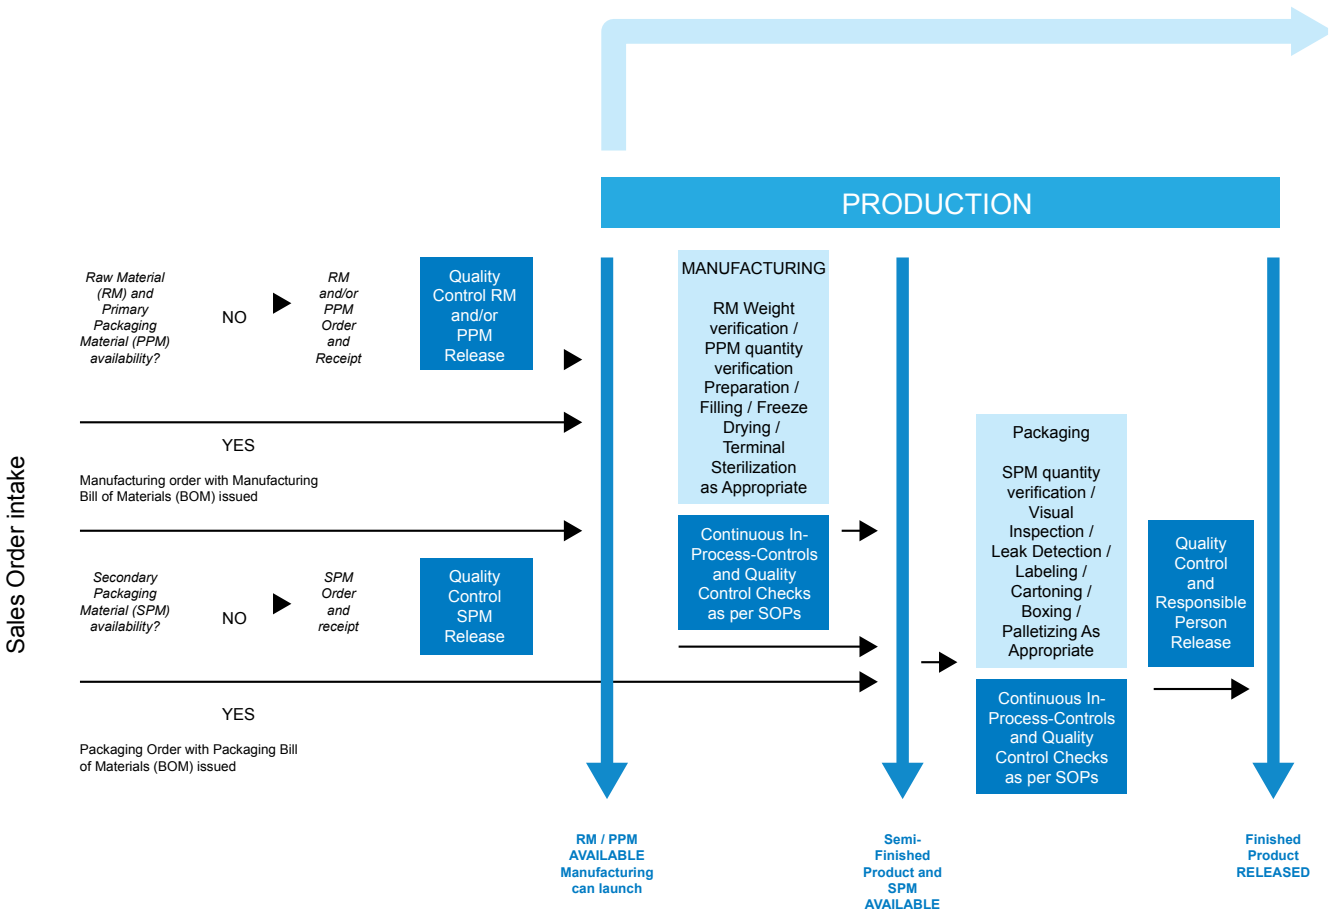 PRODUCTION
Sales Order intake
Raw Material
(RM) and
Primary
Packaging
Material (PPM)
availability?
NO
RM
and/or
PPM
Order
and
Receipt
Quality
Control RM
and/or
PPM
Release
YES
Manufacturing order with Manufacturing
Bill of Materials (BOM) issued
Secondary
Packaging
Material (SPM)
availability?
NO
SPM
Order
and
receipt
Quality
Control
SPM
Release
YES
Packaging Order with Packaging Bill
of Materials (BOM) issued
MANUFACTURING
RM Weight
verification /
PPM quantity
verification
Preparation /
Filling / Freeze
Drying /
Terminal
Sterilization
as Appropriate
Continuous In-
Process-Controls
and Quality
Control Checks
as per SOPs
Packaging
SPM quantity
verification /
Visual
Inspection /
Leak Detection /
Labeling /
Cartoning /
Boxing /
Palletizing As
Appropriate
Continuous In-
Process-Controls
and Quality
Control Checks
as per SOPs
Quality
Control
and
Responsible
Person
Release
RM / PPM
AVAILABLE
Manufacturing
can launch
Semi-
Finished
Product and
SPM
AVAILABLE
Finished
Product
RELEASED